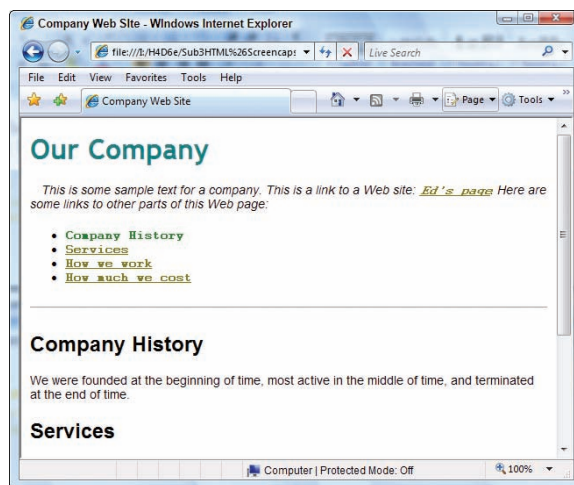 Company Web SIte - WIndows Internet Explorer
file:///I:/H4D6e/Sub3HTML%26Screencaps
Live Search
File Edit View Favorites Tools Help
Company Web Site
Page Tools »
Our Company
This is some sample text for a company. This is a link to a Web site: Ed's page Here are
some links to other parts of this Web page:
• Company History
• Services
• How we work
• How much we cost
Company History
We were founded at the beginning of time, most active in the middle of time, and terminated
at the end of time.
Services
Computer | Protected Mode: Off
100%